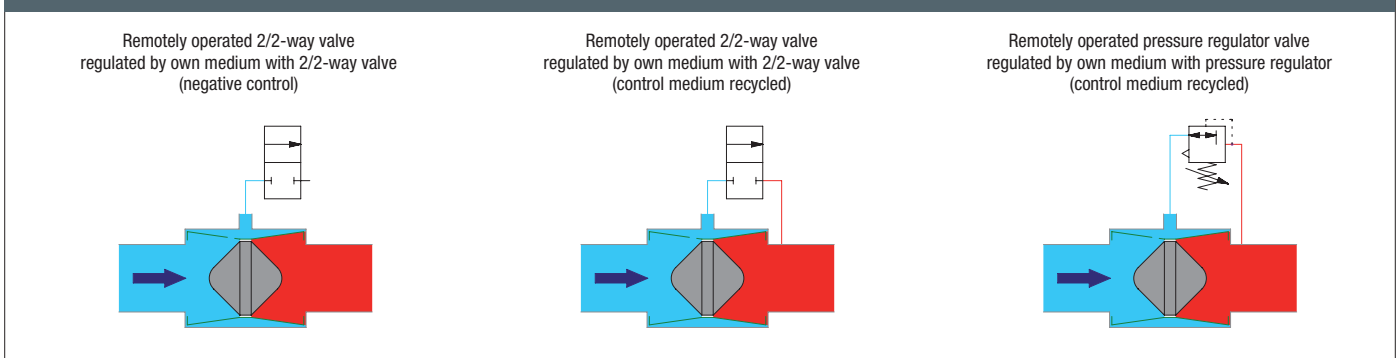 Remotely operated 2/2-way valve
regulated by own medium with 2/2-way valve
(negative control)
Remotely operated 2/2-way valve
regulated by own medium with 2/2-way valve
(control medium recycled)
Remotely operated pressure regulator valve
regulated by own medium with pressure regulator
(control medium recycled)